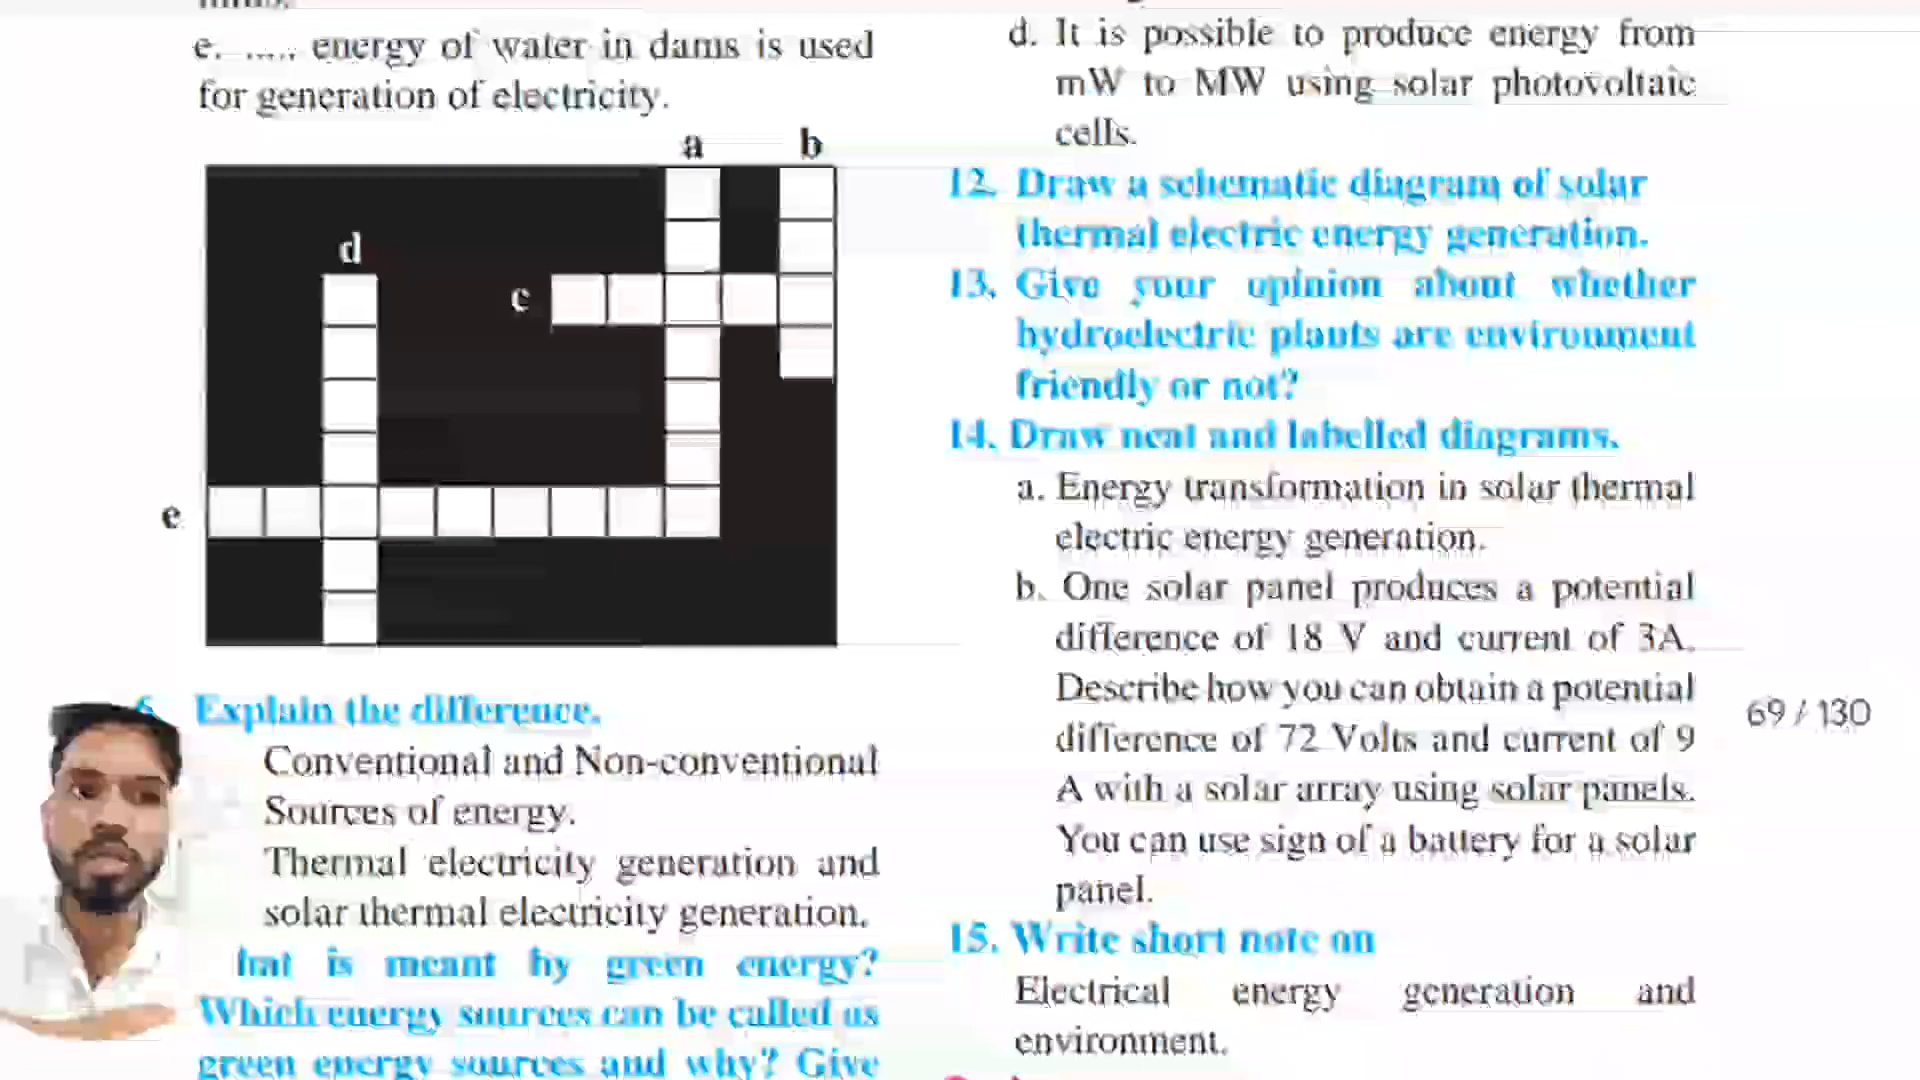 e. ..... energy of water in dams is used
for generation of electricity.
a b
d
c
e
6. Explain the difference.
Conventional and Non-conventional
Sources of energy.
Thermal electricity generation and
solar thermal electricity generation.
hat is meant by green energy?
Which energy sources can be called as
green energy sources and why? Give
d. It is possible to produce energy from
mW to MW using solar photovoltaic
cells.
12. Draw a schematic diagram of solar
thermal electric energy generation.
13. Give your opinion about whether
hydroelectric plants are environment
friendly or not?
14. Draw neat and labelled diagrams.
a. Energy transformation in solar thermal
electric energy generation.
b. One solar panel produces a potential
difference of 18 V and current of 3A.
Describe how you can obtain a potential
difference of 72 Volts and current of 9
A with a solar array using solar panels.
You can use sign of a battery for a solar
panel.
15. Write short note on
Electrical energy generation and
environment.
69 / 130